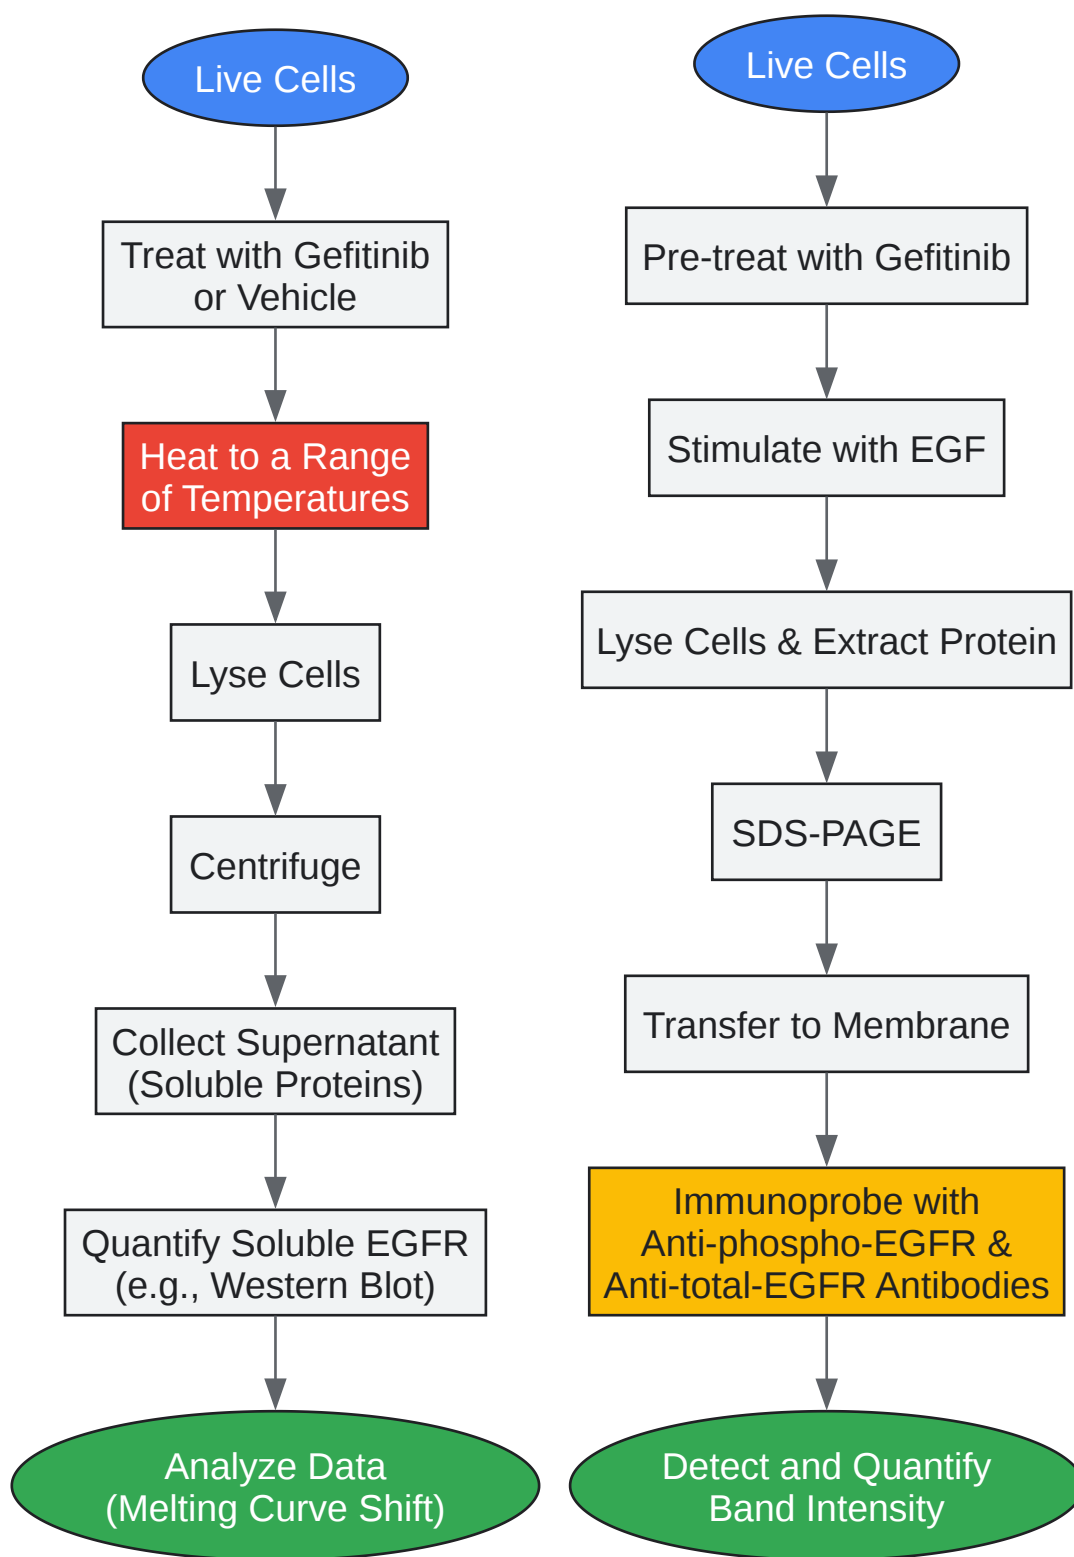 Live Cells
Treat with Gefitinib
or Vehicle
Heat to a Range
of Temperatures
Lyse Cells
Centrifuge
Collect Supernatant
(Soluble Proteins)
Quantify Soluble EGFR
(e.g., Western Blot)
Analyze Data
(Melting Curve Shift)
Live Cells
Pre-treat with Gefitinib
Stimulate with EGF
Lyse Cells & Extract Protein
SDS-PAGE
Transfer to Membrane
Immunoprobe with
Anti-phospho-EGFR &
Anti-total-EGFR Antibodies
Detect and Quantify
Band Intensity